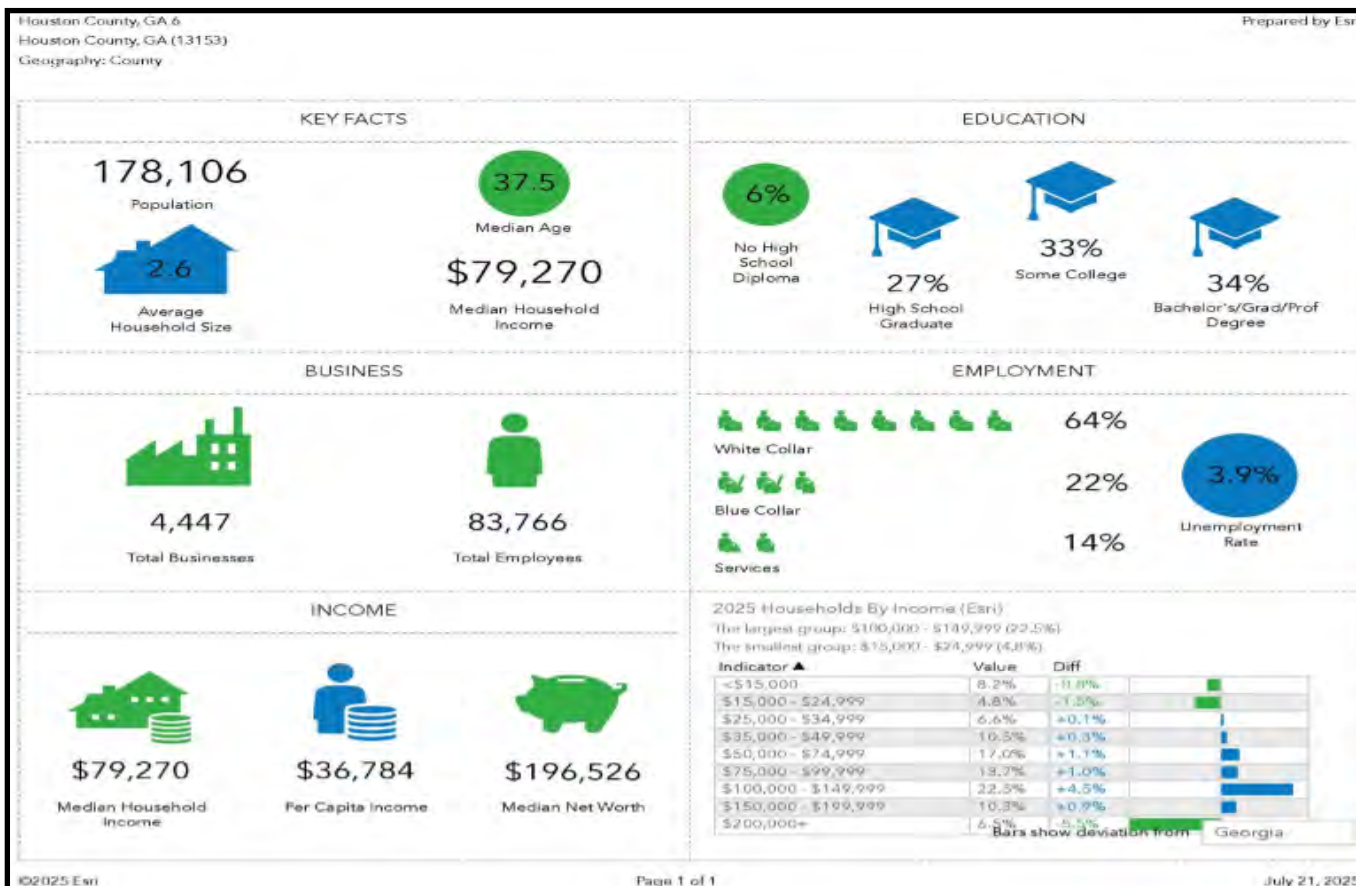 Houston County, GA 6
Prepared by Esri
Houston County, GA (13153)
Geography: County
KEY FACTS
178,106
Population
37.5
Median Age
2.6
Average
Household Size
$79,270
Median Household
Income
EDUCATION
6%
No High
School
Diploma
27%
High School
Graduate
33%
Some College
34%
Bachelor's/Grad/Prof
Degree
BUSINESS
4,447
Total Businesses
83,766
Total Employees
EMPLOYMENT
White Collar
64%
Blue Collar
22%
Services
14%
3.9%
Unemployment
Rate
INCOME
$79,270
Median Household
Income
$36,784
Per Capita Income
$196,526
Median Net Worth
2025 Households By Income (Esri)
The largest group: $100,000 - $149,999 (22.5%)
The smallest group: $15,000 - $24,999 (4.8%)
Indicator ▲ Value Diff
<$15,000 8.2% -0.8%
$15,000 - $24,999 4.8% -1.5%
$25,000 - $34,999 6.6% +0.1%
$35,000 - $49,999 10.5% +0.3%
$50,000 - $74,999 17.0% +1.1%
$75,000 - $99,999 13.7% +1.0%
$100,000 - $149,999 22.5% +4.5%
$150,000 - $199,999 10.3% +0.9%
$200,000+ 6.5% -5.5%
Bars show deviation from Georgia
©2025 Esri
Page 1 of 1
July 21, 2025